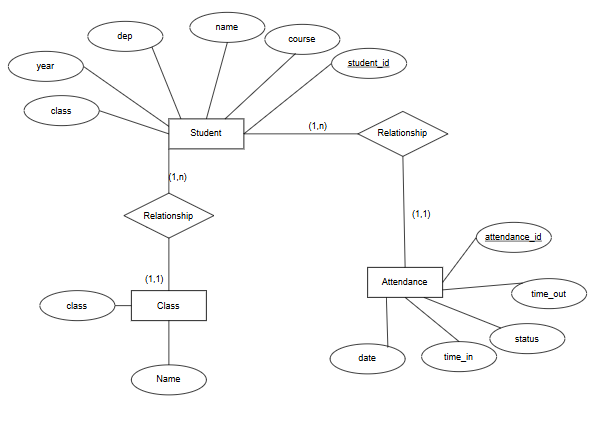 name
dep
course
year
student_id
class
Student
(1,n)
Relationship
(1,n)
Relationship
(1,1)
attendance_id
(1,1)
Attendance
time_out
class
Class
status
date
time_in
Name